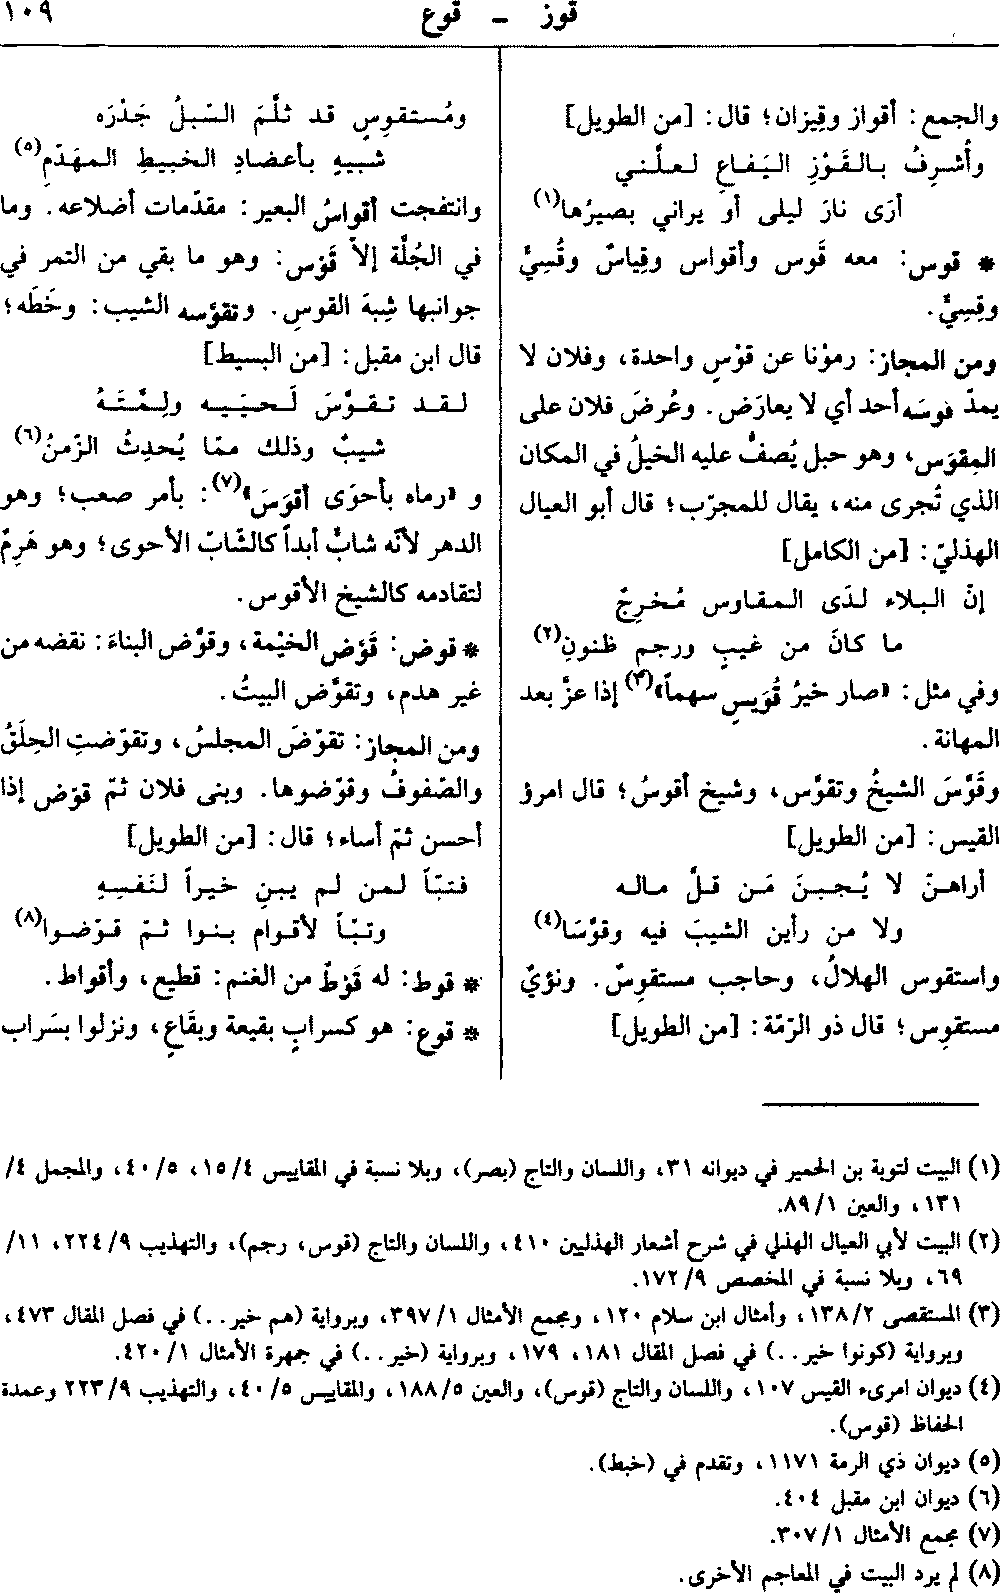 ١٠٩
قوز - قوع
والجمع: أقواز وقِيزان؛ قال: [من الطويل]
وأُشرِفُ بالقَوْزِ اليَفاعِ لعلّني
أرَى نارَ ليلى أو يراني بصيرُها(١)
* قوس: معه قَوس وأقواس وقِياسٌ وقُسِيٌّ
وقِسِيٌّ.
ومن المجاز: رموْنا عن قوْسٍ واحدة، وفلان لا
يمدّ قوسَه أحد أي لا يعارَض. وعُرِضَ فلان على
المِقوَس، وهو حبل يُصفُّ عليه الخيلُ في المكان
الذي تُجرى منه، يقال للمجرّب؛ قال أبو العيال
الهذليّ: [من الكامل]
إنّ البلاء لدَى المقاوس مُخرِجٌ
ما كانَ من غيبٍ ورجمِ ظنونِ(٢)
وفي مثل: «صار خيرُ قُوَيسٍ سهماً»(٣) إذا عزَّ بعد
المهانة.
وقَوَّسَ الشيخُ وتقوَّس، وشيخ أقوسُ؛ قال امرؤ
القيس: [من الطويل]
أراهنّ لا يُحببنَ مَن قلَّ ماله
ولا من رأين الشيبَ فيه وقوَّسَا(٤)
واستقوس الهلالُ، وحاجب مستقوِسٌ. ونؤيٌ
مستقوِس؛ قال ذو الرّمّة: [من الطويل]
ومُستقوِسٍ قد ثلَّمَ السّيلُ جَدْرَه
شبيهٍ بأعضادِ الخبيطِ المهَدَّمِ(٥)
وانتفجت أقواسُ البعير: مقدّمات أضلاعه. وما
في الجُلَّة إلاّ قَوْس: وهو ما بقي من التمر في
جوانبها شِبهَ القوسِ. وتقوَّسه الشيب: وخَطَه؛
قال ابن مقبل: [من البسيط]
لقد تقوَّسَ لَحيَيه ولِمَّتَهُ
شيبٌ وذلك ممّا يُحدِثُ الزّمنُ(٦)
و «رماه بأحوَى أقوَسَ»(٧): بأمر صعب؛ وهو
الدهر لأنّه شابٌّ أبداً كالشّابّ الأحوى؛ وهو هَرِمٌ
لتقادمه كالشيخ الأقوس.
* قوض: قَوَّض الخيْمة، وقوَّض البناءَ: نقضه من
غير هدم، وتقوَّض البيتُ.
ومن المجاز: تقوّضَ المجلسُ، وتقوّضتِ الحِلَقُ
والصّفوفُ وقوّضوها. وبنى فلان ثمّ قوّض إذا
أحسن ثمّ أساء؛ قال: [من الطويل]
فتبّاً لمن لم يبنِ خيراً لنَفسِهِ
وتبّاً لأقوام بنوا ثمّ قوّضوا(٨)
* قوط: له قَوْطٌ من الغنم: قطيع، وأقواط.
* قوع: هو كسرابٍ بقيعة وبقَاعٍ، ونزلوا بسَراب
(١) البيت لتوبة بن الحمير في ديوانه ٣١، واللسان والتاج (بصر)، وبلا نسبة في المقاييس ١٥/٤، ٤٠/٥، والمجمل ٤/
١٣١، والعين ٨٩/١.
(٢) البيت لأبي العيال الهذلي في شرح أشعار الهذليين ٤١٠، واللسان والتاج (قوس، رجم)، والتهذيب ٢٢٤/٩، ١١/
٦٩، وبلا نسبة في المخصص ١٧٢/٩.
(٣) المستقصى ١٣٨/٢، وأمثال ابن سلام ١٢٠، ومجمع الأمثال ٣٩٧/١، وبرواية (هم خير..) في فصل المقال ٤٧٣،
وبرواية (كونوا خير..) في فصل المقال ١٨١، ١٧٩، وبرواية (خير..) في جمهرة الأمثال ٤٢٠/١.
(٤) ديوان امرىء القيس ١٠٧، واللسان والتاج (قوس)، والعين ١٨٨/٥، والمقاييس ٤٠/٥، والتهذيب ٢٢٣/٩ وعمدة
الحفاظ (قوس).
(٥) ديوان ذي الرمة ١١٧١، وتقدم في (خبط).
(٦) ديوان ابن مقبل ٤٠٤.
(٧) مجمع الأمثال ٣٠٧/١.
(٨) لم يرد البيت في المعاجم الأخرى.